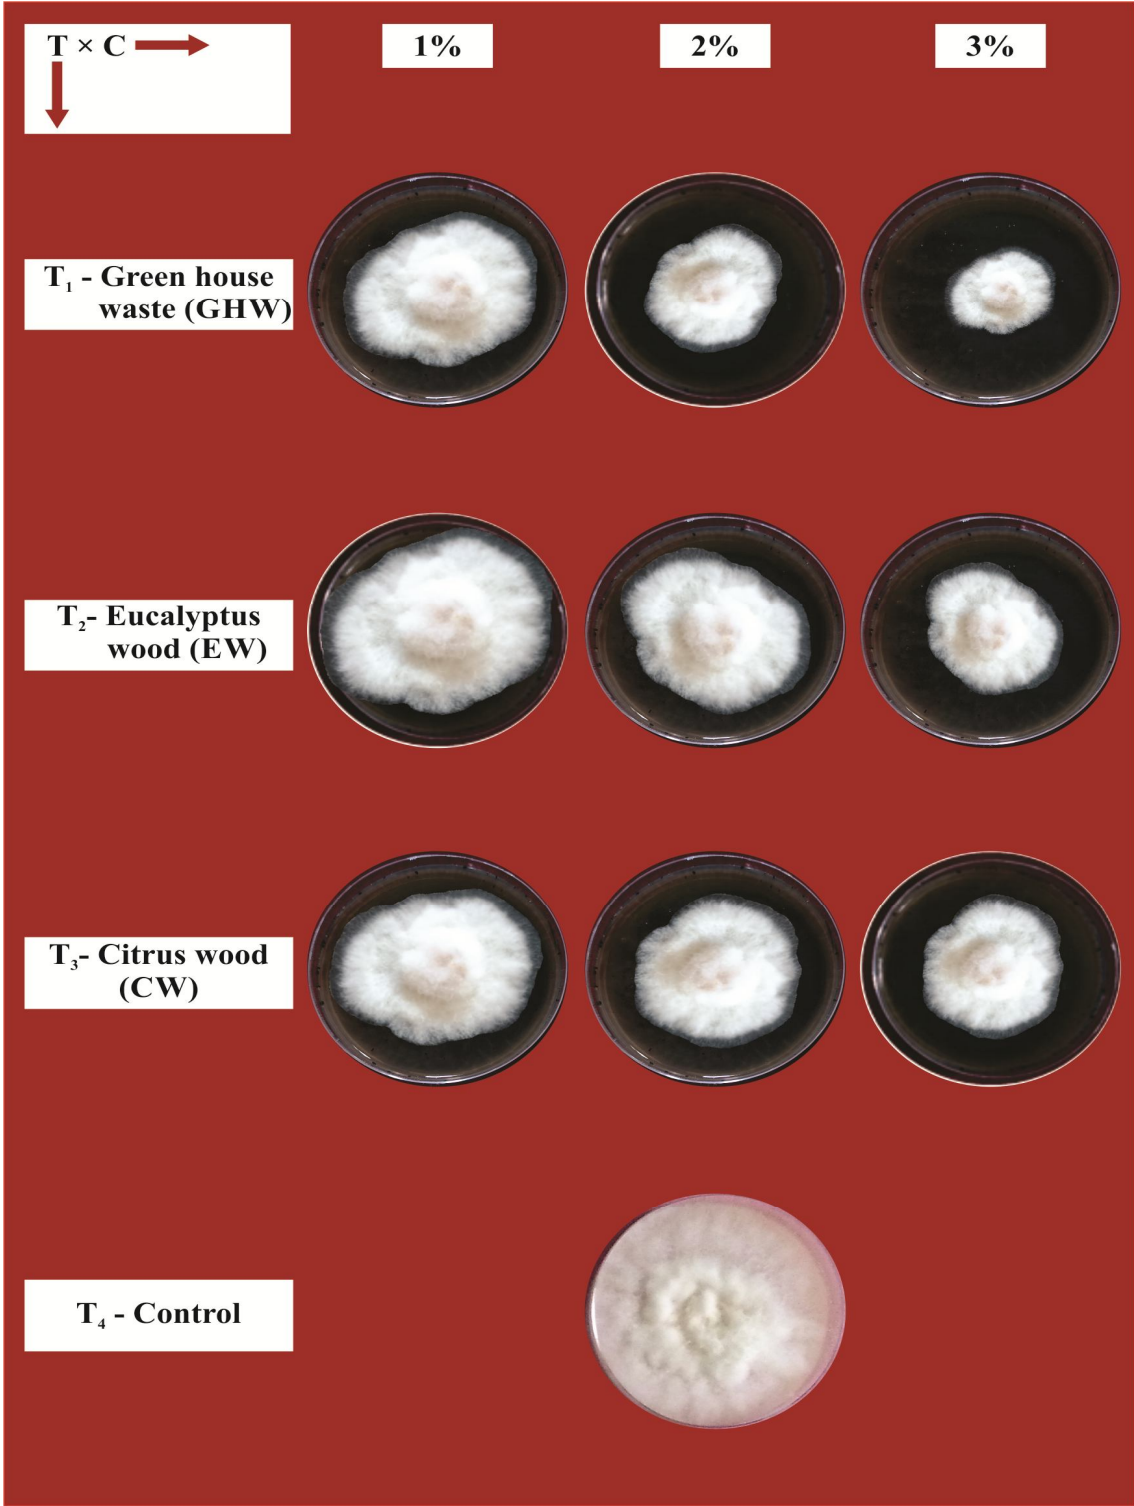 T × C
1%
2%
3%
T₁ - Green house
waste (GHW)
T₂- Eucalyptus
wood (EW)
T₃- Citrus wood
(CW)
T₄ - Control